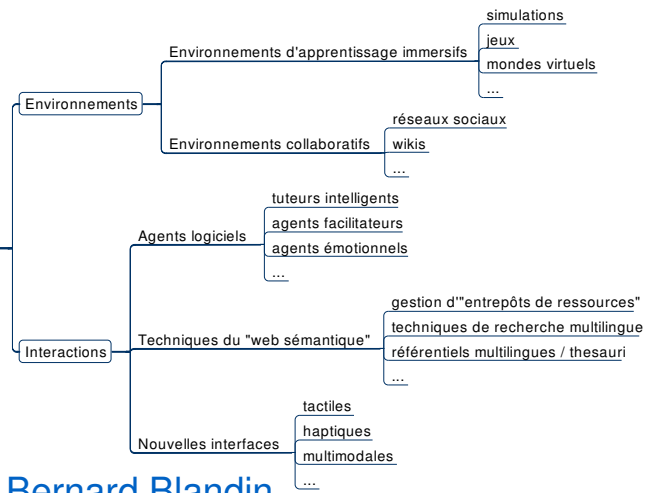 simulations
jeux
Environnements d'apprentissage immersifs
mondes virtuels
...
Environnements
réseaux sociaux
Environnements collaboratifs
wikis
...
tuteurs intelligents
agents facilitateurs
Agents logiciels
agents émotionnels
...
gestion d'"entrepôts de ressources"
techniques de recherche multilingue
Techniques du "web sémantique"
référentiels multilingues / thesauri
...
Interactions
tactiles
haptiques
Nouvelles interfaces
multimodales
...
Bernard Blandin